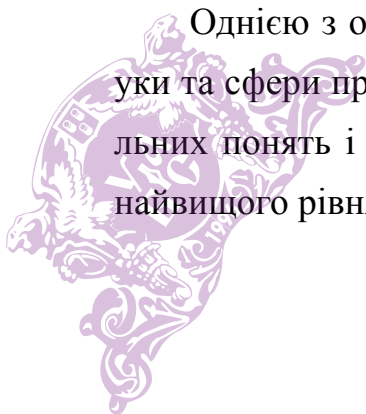 Однією з о
уки та сфери пр
льних понять і
найвищого рівн